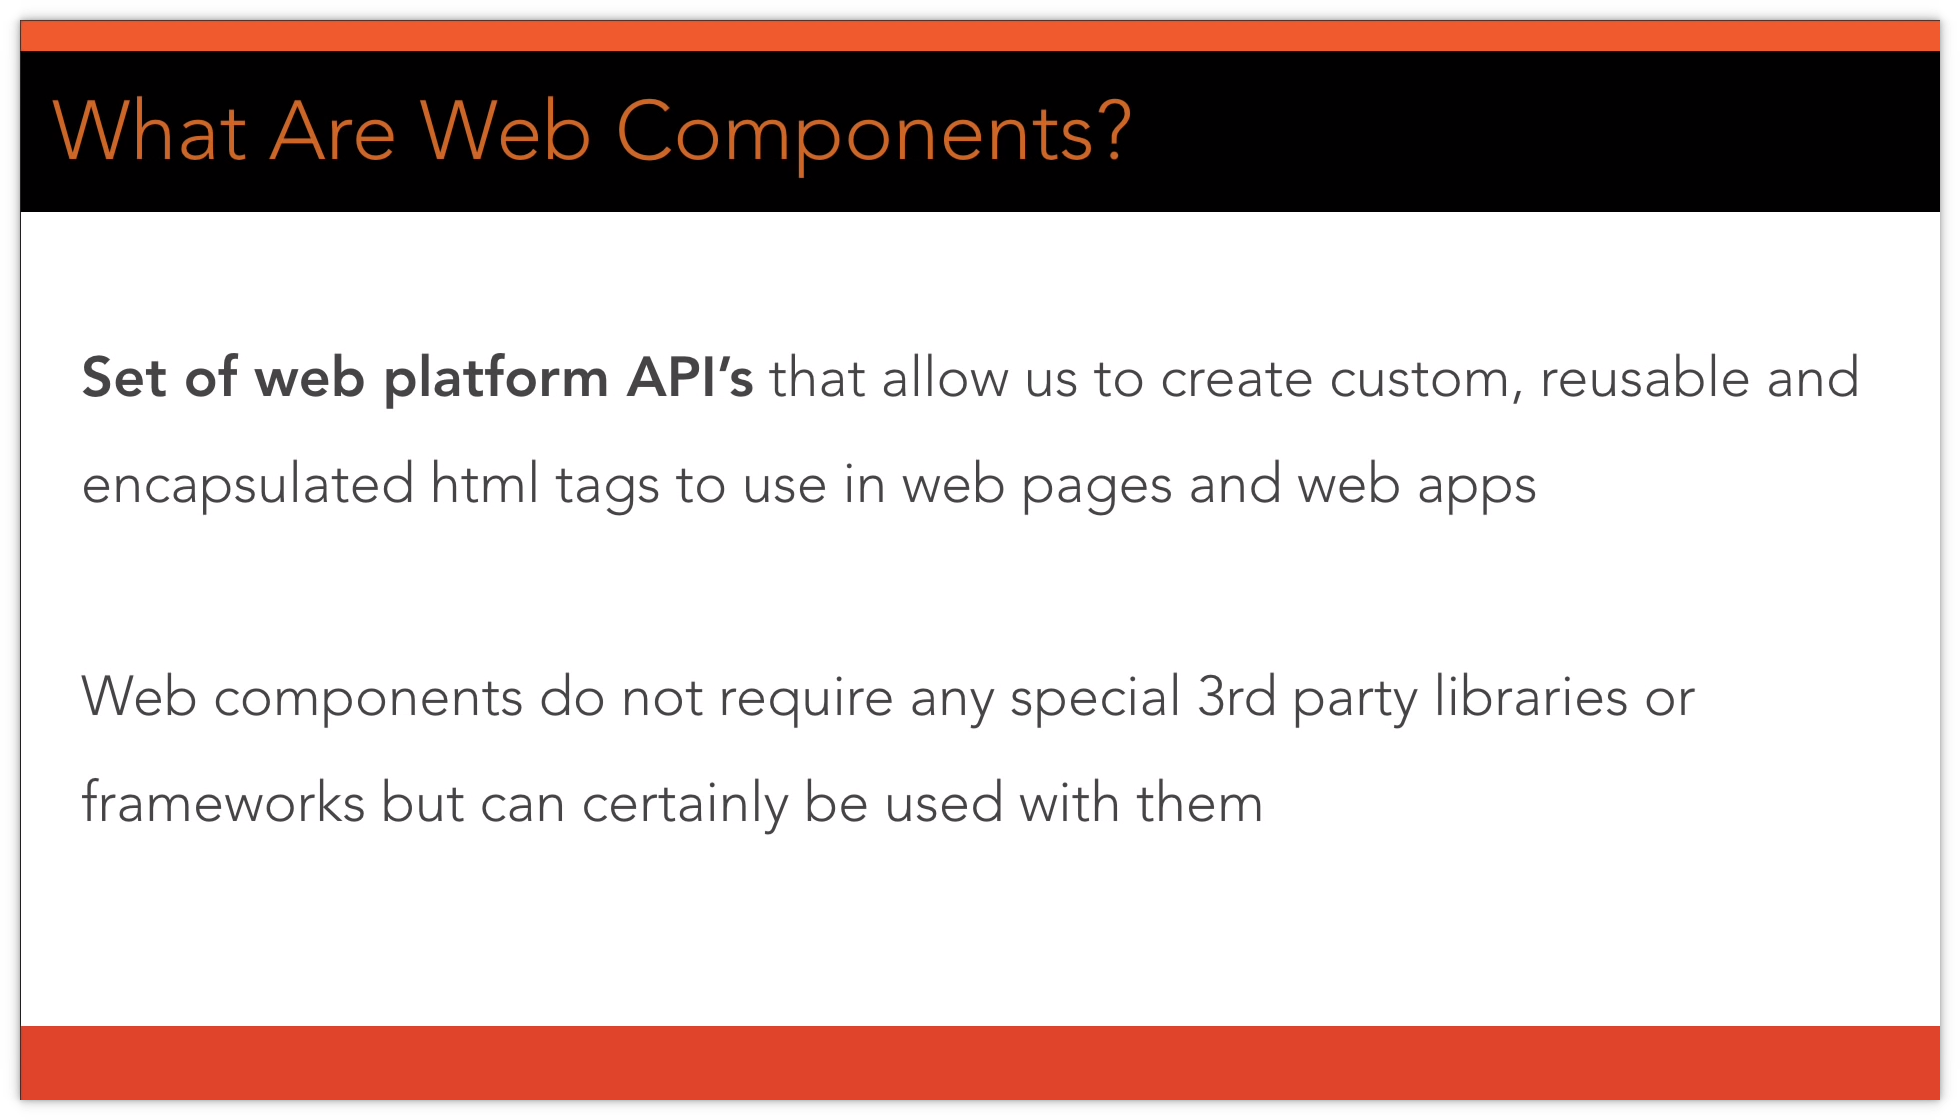 What Are Web Components?
Set of web platform API’s that allow us to create custom, reusable and
encapsulated html tags to use in web pages and web apps
Web components do not require any special 3rd party libraries or
frameworks but can certainly be used with them